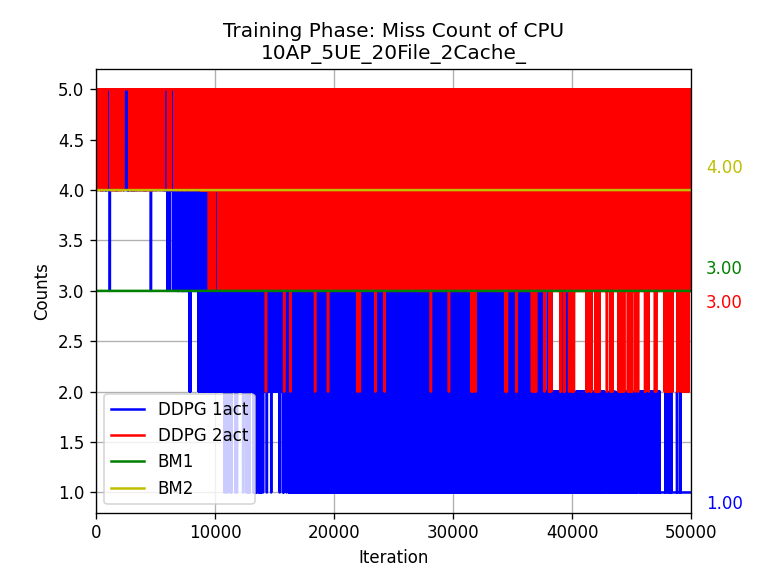 Training Phase: Miss Count of CPU
10AP_5UE_20File_2Cache_
Counts
5.0
4.5
4.0
3.5
3.0
2.5
2.0
1.5
1.0
4.00
3.00
3.00
1.00
DDPG 1act
DDPG 2act
BM1
BM2
0
10000
20000
30000
40000
50000
Iteration